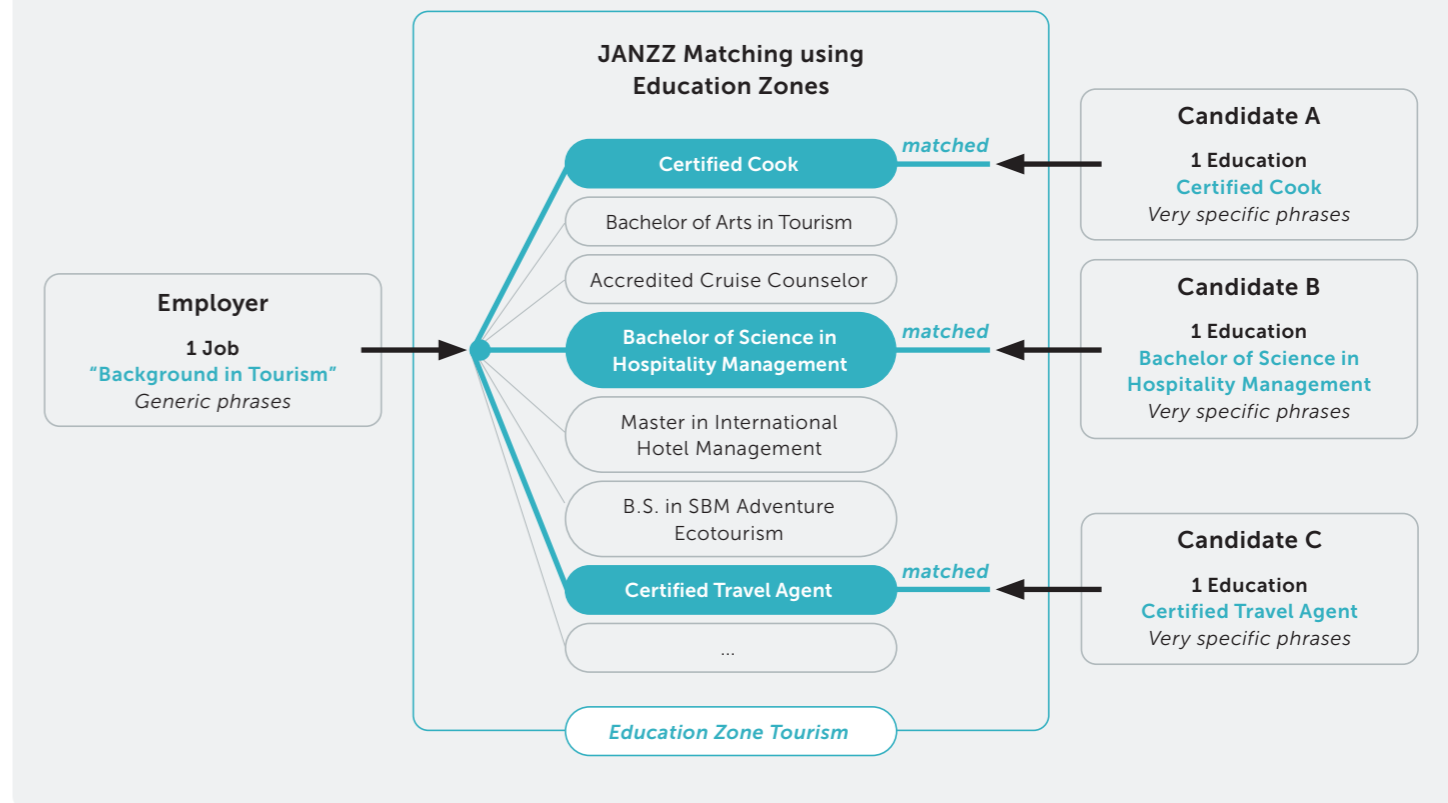 JANZZ Matching using
Education Zones
Employer
1 Job
“Background in Tourism”
Generic phrases
Certified Cook
Bachelor of Arts in Tourism
Accredited Cruise Counselor
Bachelor of Science in
Hospitality Management
Master in International
Hotel Management
B.S. in SBM Adventure
Ecotourism
Certified Travel Agent
...
Education Zone Tourism
matched
matched
matched
Candidate A
1 Education
Certified Cook
Very specific phrases
Candidate B
1 Education
Bachelor of Science in
Hospitality Management
Very specific phrases
Candidate C
1 Education
Certified Travel Agent
Very specific phrases